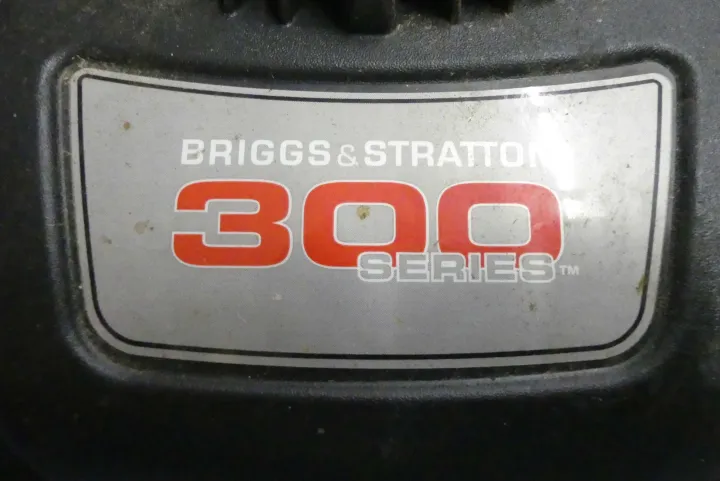 BRIGGS & STRATTON
300
SERIES™